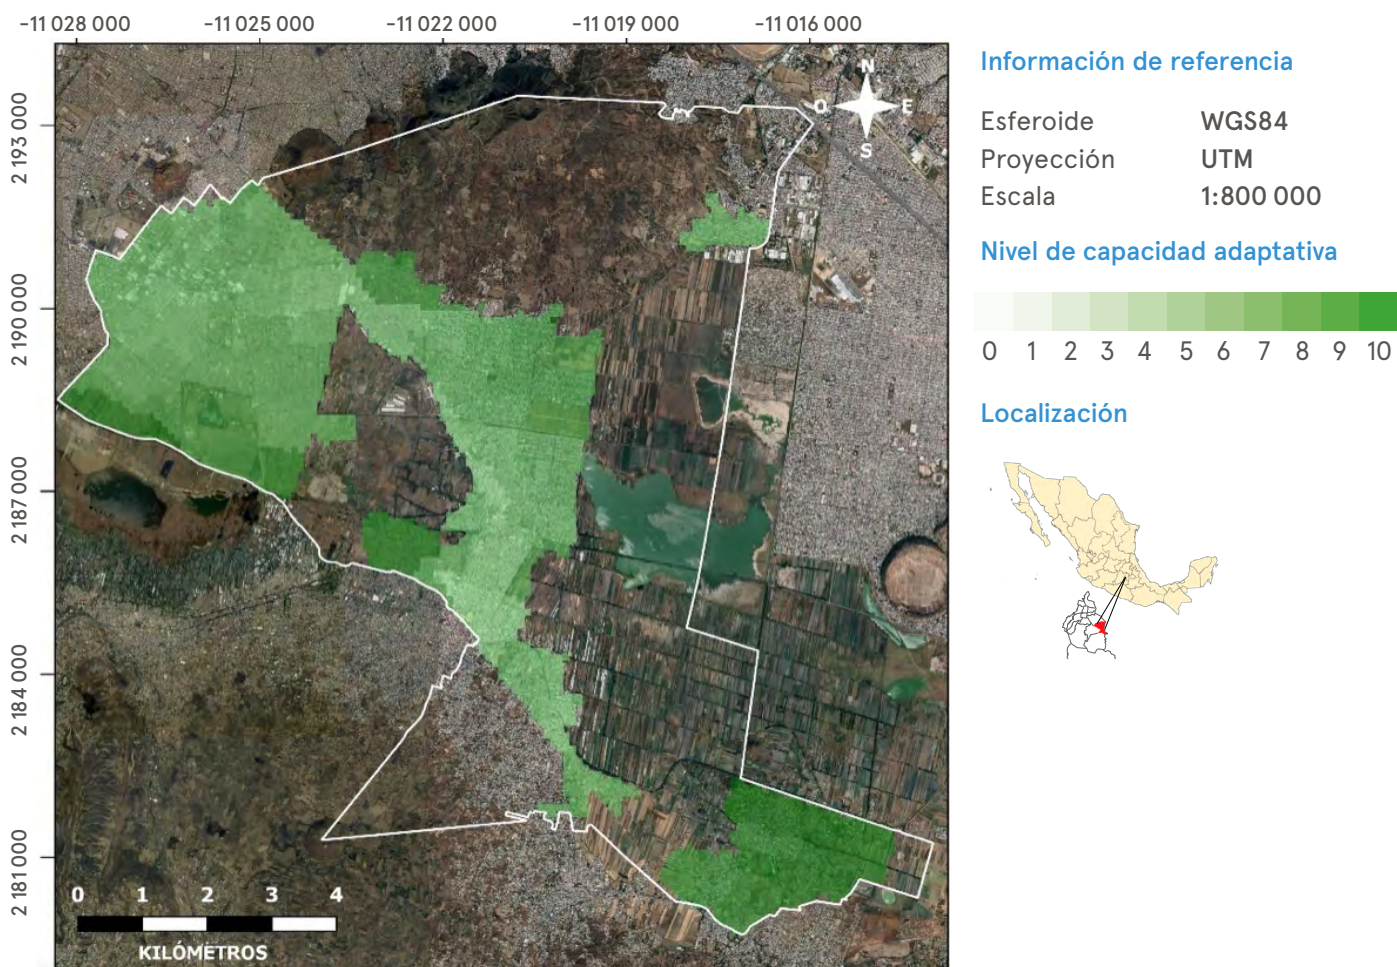 -11 028 000
-11 025 000
-11 022 000
-11 019 000
-11 016 000
2 193 000
2 190 000
2 187 000
2 184 000
2 181 000
N
O
E
S
0 1 2 3 4
KILÓMETROS
Información de referencia
Esferoide WGS84
Proyección UTM
Escala 1:800 000
Nivel de capacidad adaptativa
0 1 2 3 4 5 6 7 8 9 10
Localización